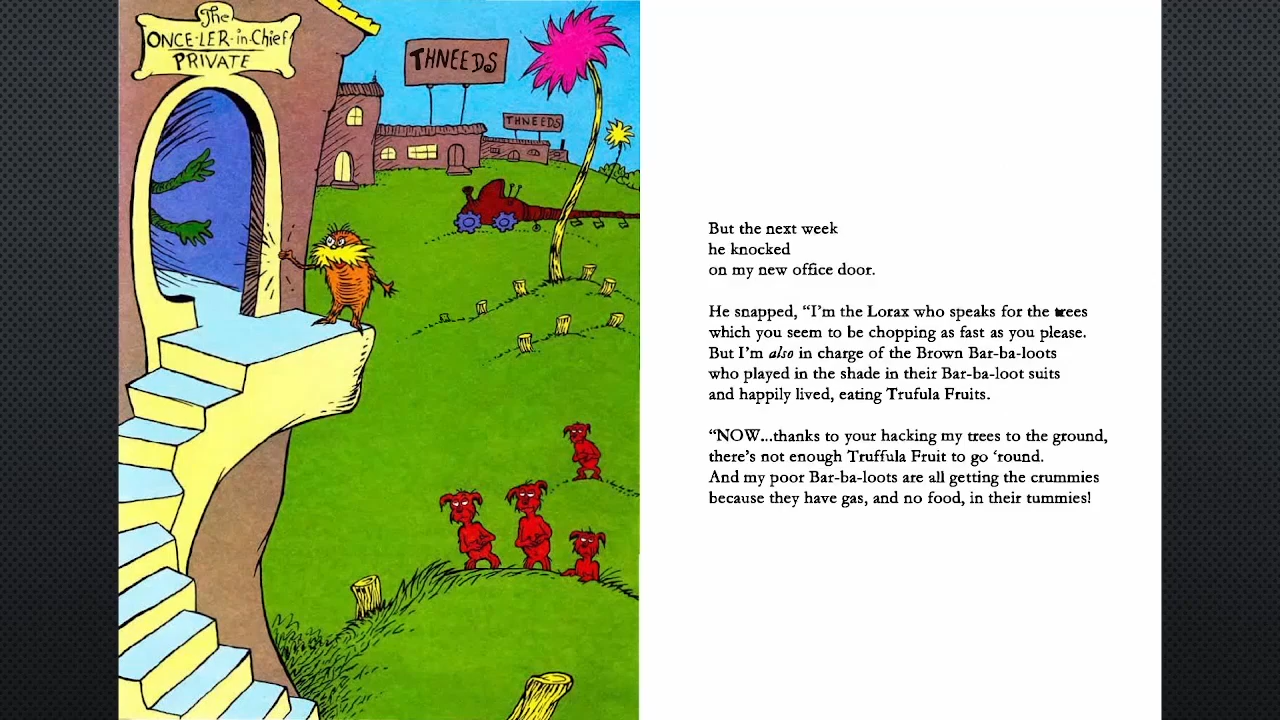 The
ONCE-LER-in-Chief
PRIVATE
THNEEDS
THNEEDS
But the next week
he knocked
on my new office door.
He snapped, “I’m the Lorax who speaks for the trees
which you seem to be chopping as fast as you please.
But I’m also in charge of the Brown Bar-ba-loots
who played in the shade in their Bar-ba-loot suits
and happily lived, eating Trufula Fruits.
“NOW...thanks to your hacking my trees to the ground,
there’s not enough Truffula Fruit to go ‘round.
And my poor Bar-ba-loots are all getting the crummies
because they have gas, and no food, in their tummies!